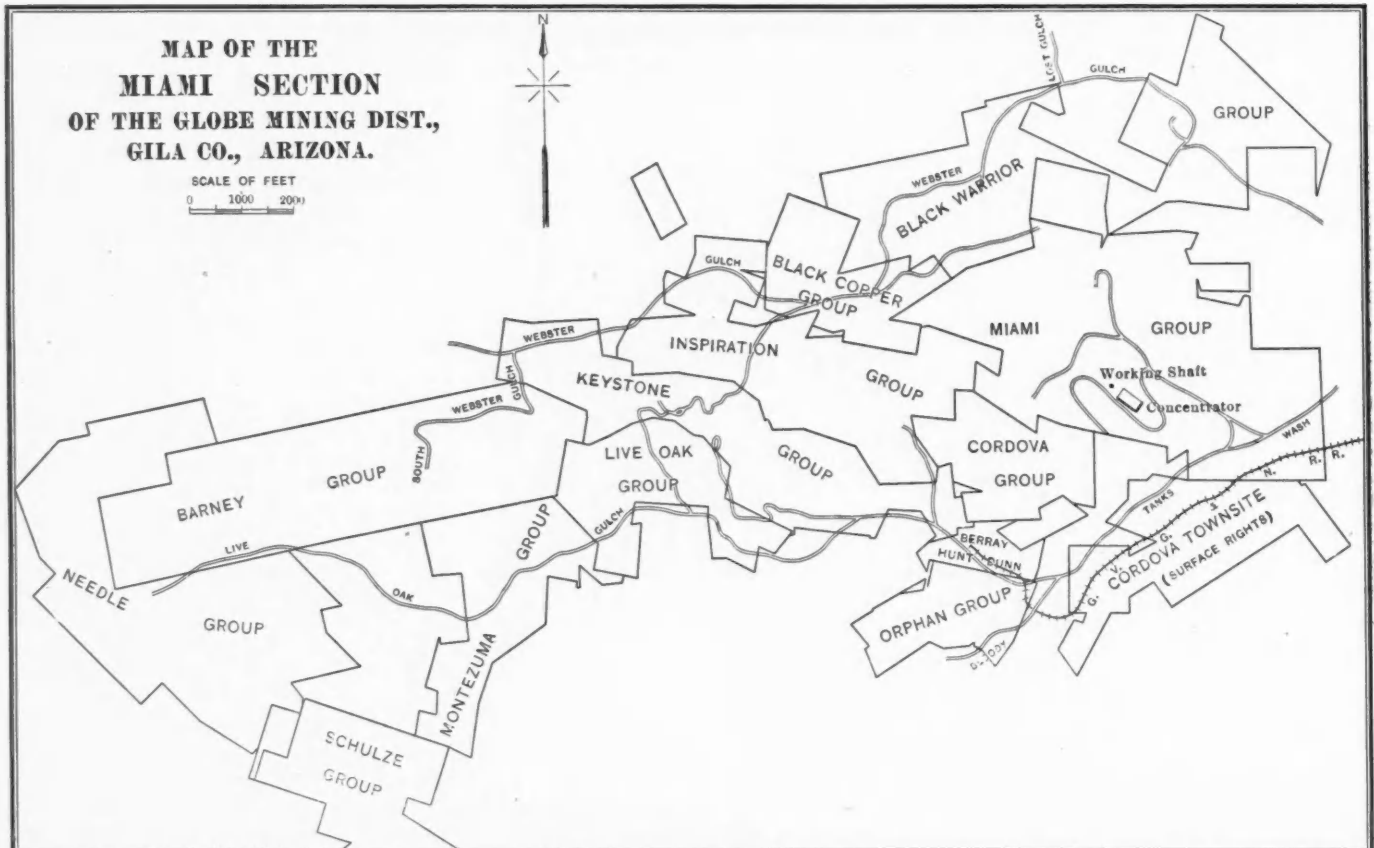 MAP OF THE
MIAMI SECTION
OF THE GLOBE MINING DIST.,
GILA CO., ARIZONA.
SCALE OF FEET
0 1000 2000
N
LOST GULCH
GULCH
GROUP
WEBSTER
BLACK WARRIOR
GULCH
BLACK COPPER
GROUP
WEBSTER
INSPIRATION
GROUP
MIAMI
GROUP
Working Shaft
Concentrator
KEYSTONE
GROUP
GULCH
WEBSTER
SOUTH
LIVE OAK
GROUP
CORDOVA
GROUP
WASH
TANKS
G. V. G. & N. R. R.
CORDOVA TOWNSITE
(SURFACE RIGHTS)
BARNEY
GROUP
GULCH
GROUP
BERRAY
HUNT
GUNN
ORPHAN GROUP
LIVE
OAK
NEEDLE
GROUP
MONTEZUMA
SCHULZE
GROUP